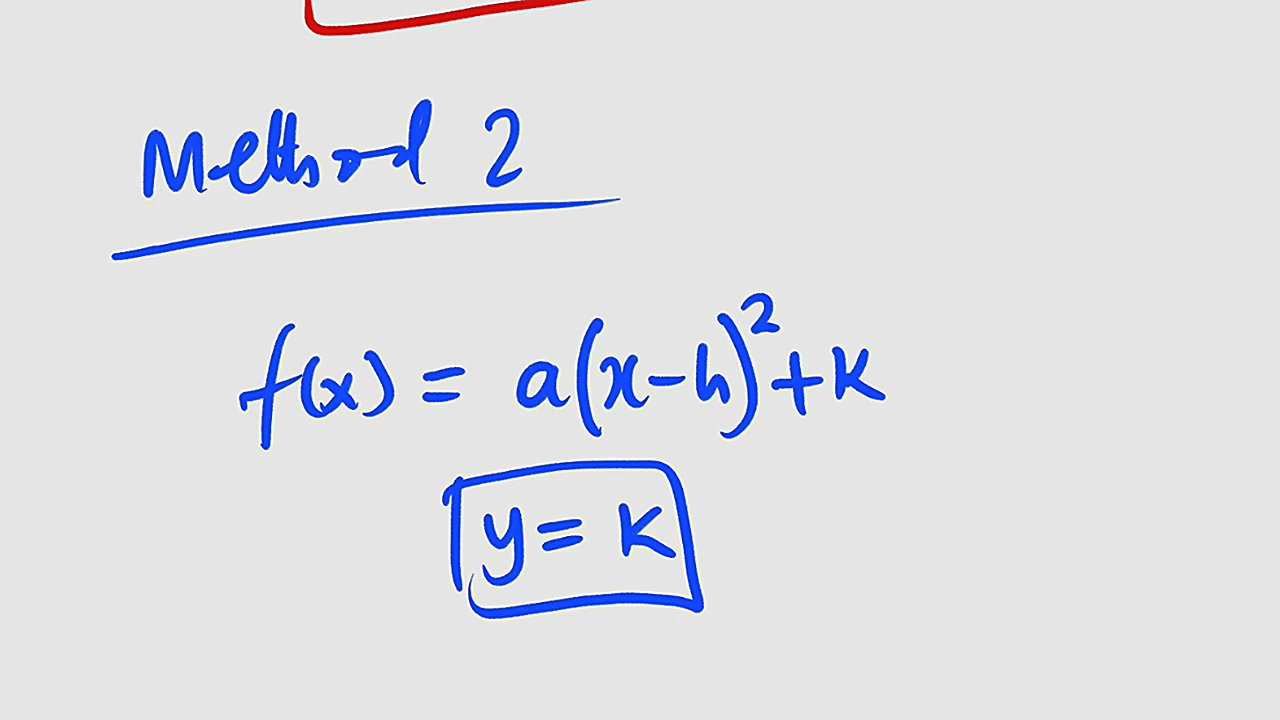 Method 2
f(x) = a(x-h)²+k
y = k